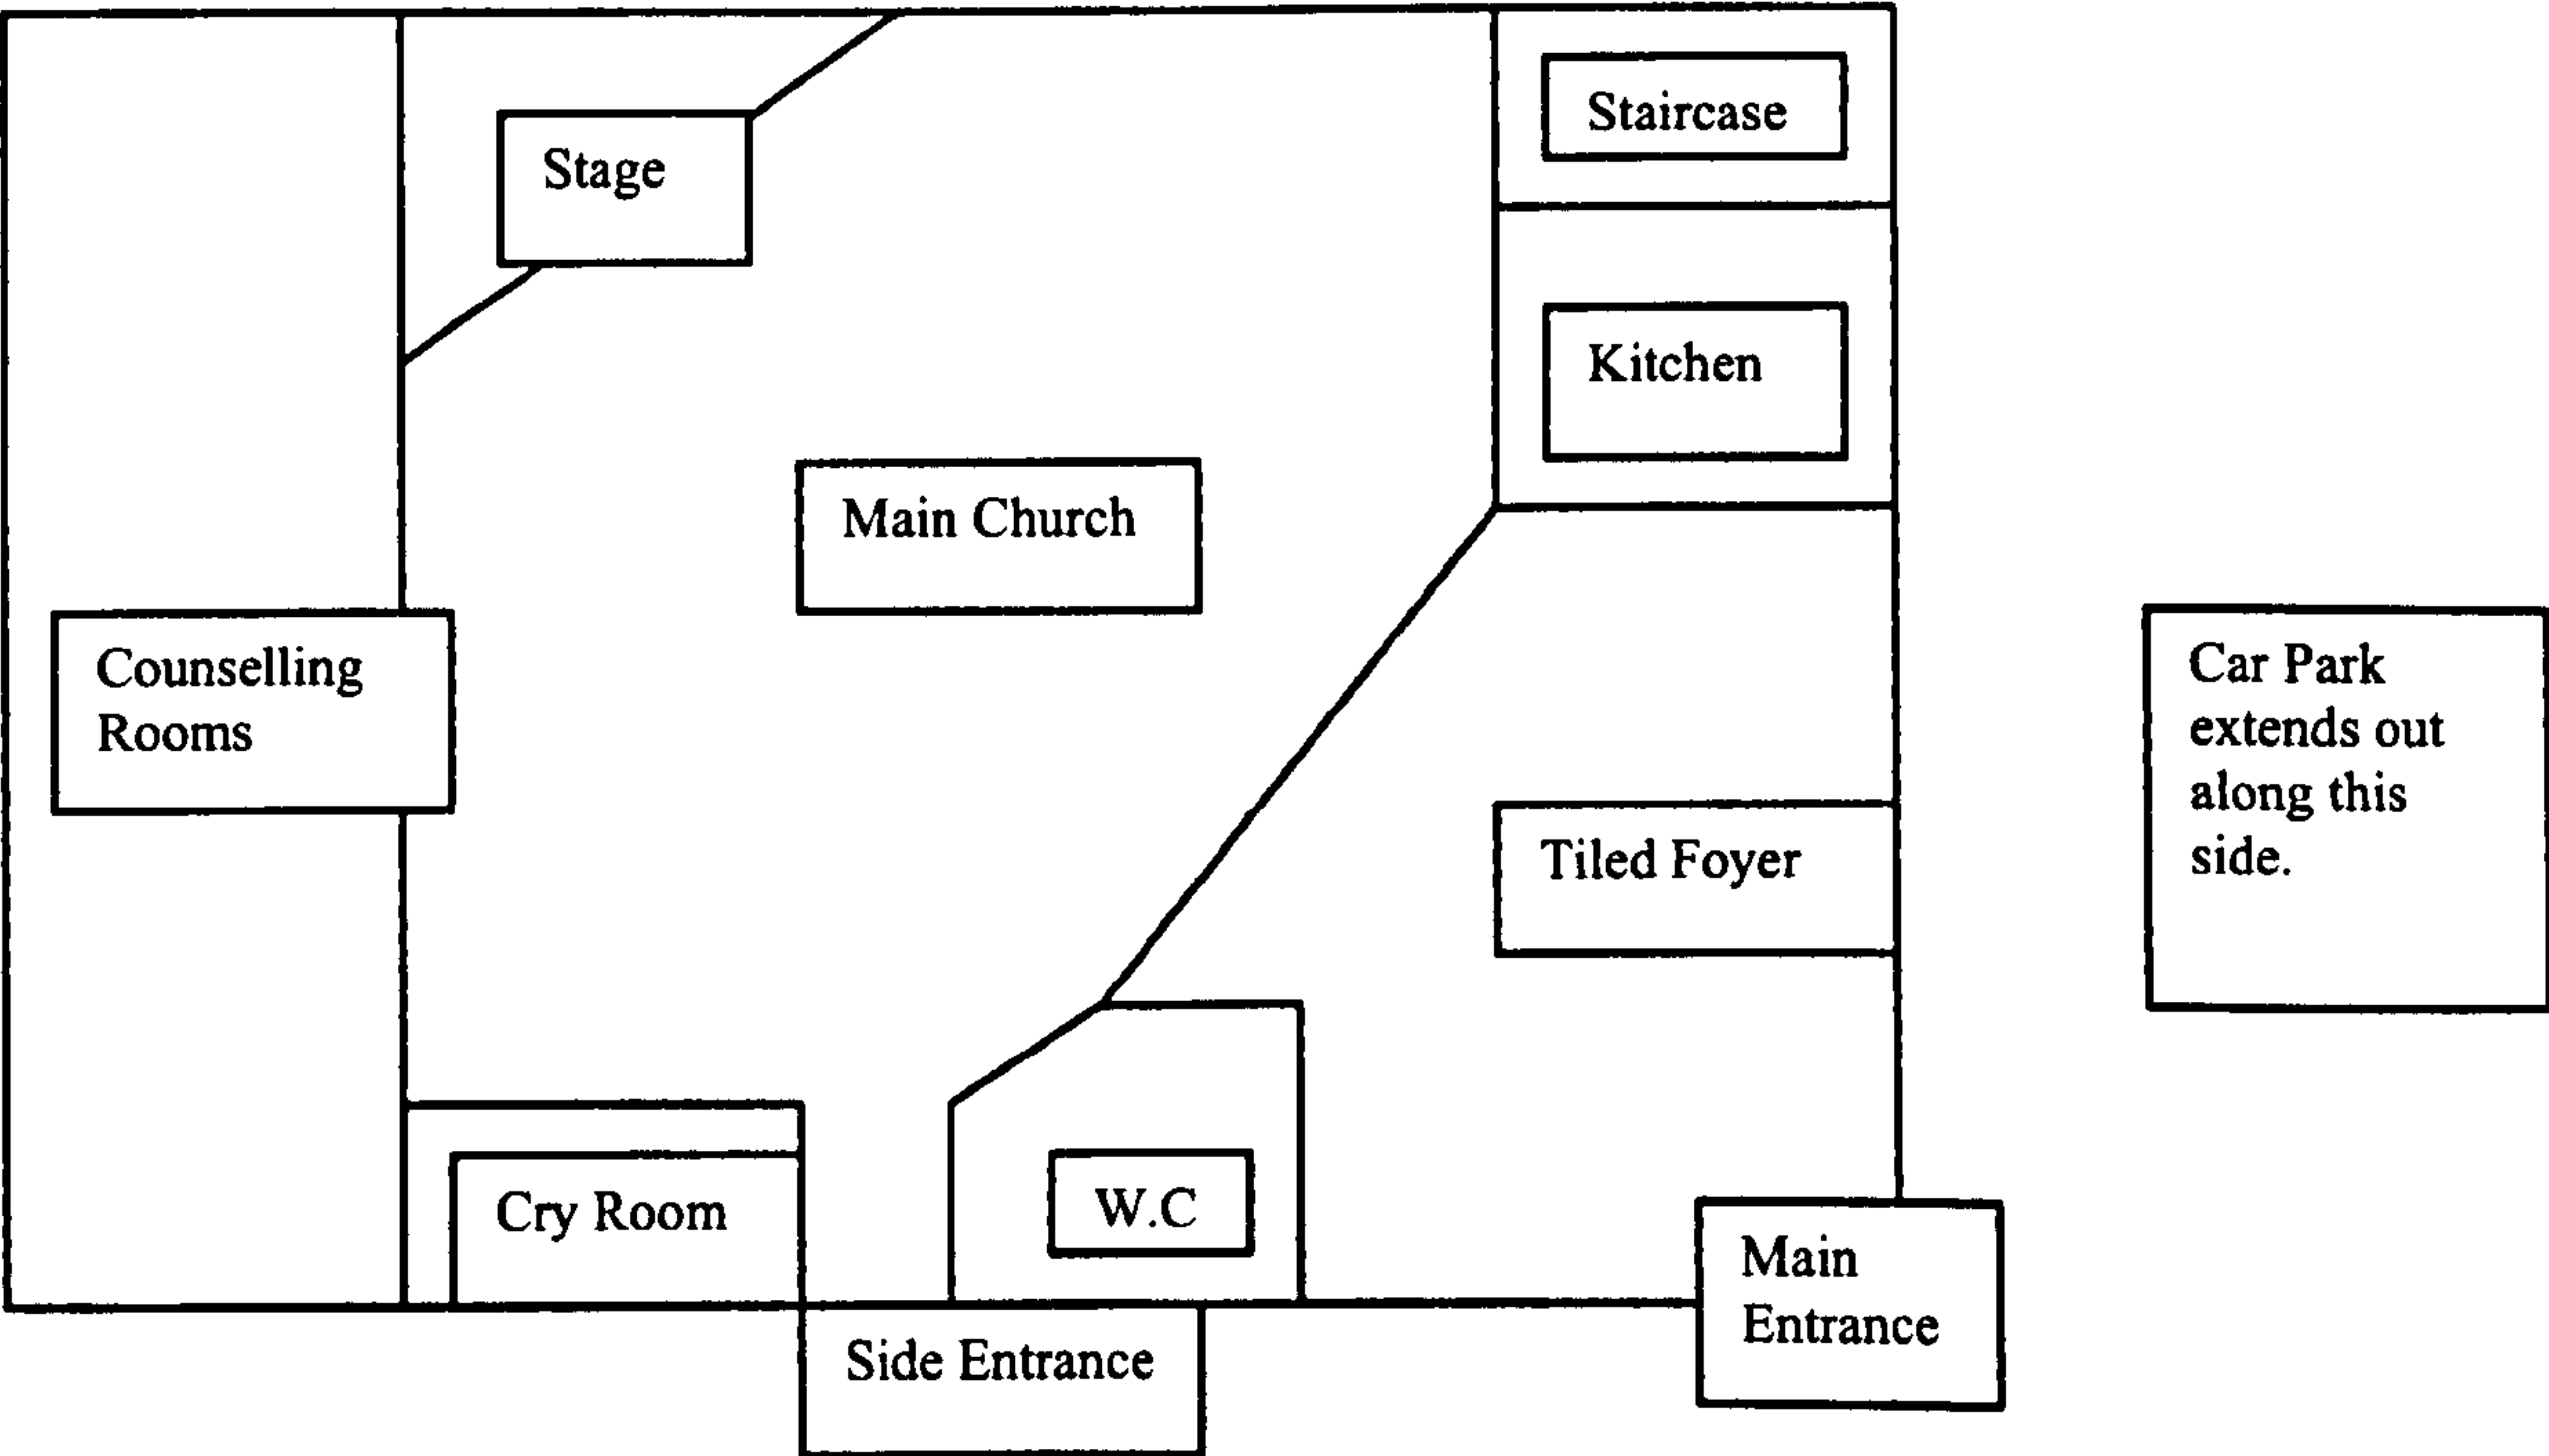 Staircase
Stage
Kitchen
Main Church
Counselling
Rooms
Car Park
extends out
along this
side.
Tiled Foyer
Cry Room
W.C
Main
Entrance
Side Entrance